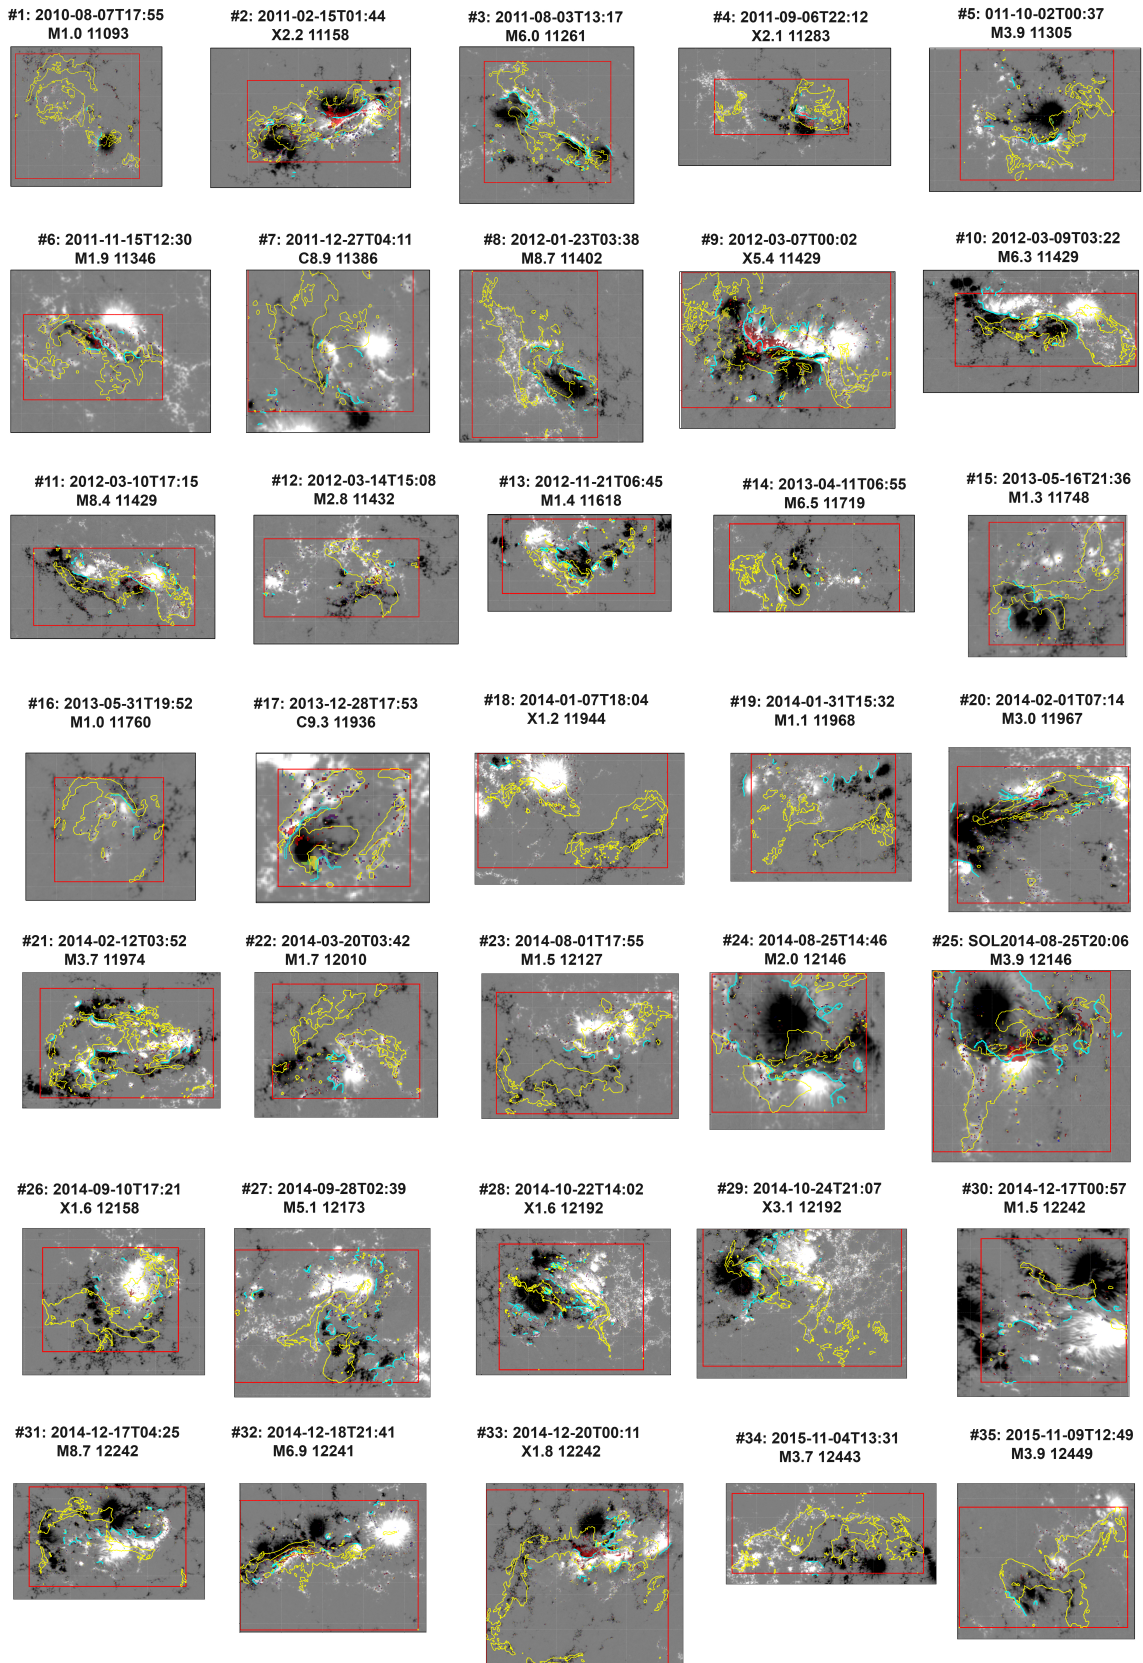 #1: 2010-08-07T17:55
M1.0 11093
#2: 2011-02-15T01:44
X2.2 11158
#3: 2011-08-03T13:17
M6.0 11261
#4: 2011-09-06T22:12
X2.1 11283
#5: 011-10-02T00:37
M3.9 11305
#6: 2011-11-15T12:30
M1.9 11346
#7: 2011-12-27T04:11
C8.9 11386
#8: 2012-01-23T03:38
M8.7 11402
#9: 2012-03-07T00:02
X5.4 11429
#10: 2012-03-09T03:22
M6.3 11429
#11: 2012-03-10T17:15
M8.4 11429
#12: 2012-03-14T15:08
M2.8 11432
#13: 2012-11-21T06:45
M1.4 11618
#14: 2013-04-11T06:55
M6.5 11719
#15: 2013-05-16T21:36
M1.3 11748
#16: 2013-05-31T19:52
M1.0 11760
#17: 2013-12-28T17:53
C9.3 11936
#18: 2014-01-07T18:04
X1.2 11944
#19: 2014-01-31T15:32
M1.1 11968
#20: 2014-02-01T07:14
M3.0 11967
#21: 2014-02-12T03:52
M3.7 11974
#22: 2014-03-20T03:42
M1.7 12010
#23: 2014-08-01T17:55
M1.5 12127
#24: 2014-08-25T14:46
M2.0 12146
#25: SOL2014-08-25T20:06
M3.9 12146
#26: 2014-09-10T17:21
X1.6 12158
#27: 2014-09-28T02:39
M5.1 12173
#28: 2014-10-22T14:02
X1.6 12192
#29: 2014-10-24T21:07
X3.1 12192
#30: 2014-12-17T00:57
M1.5 12242
#31: 2014-12-17T04:25
M8.7 12242
#32: 2014-12-18T21:41
M6.9 12241
#33: 2014-12-20T00:11
X1.8 12242
#34: 2015-11-04T13:31
M3.7 12443
#35: 2015-11-09T12:49
M3.9 12449